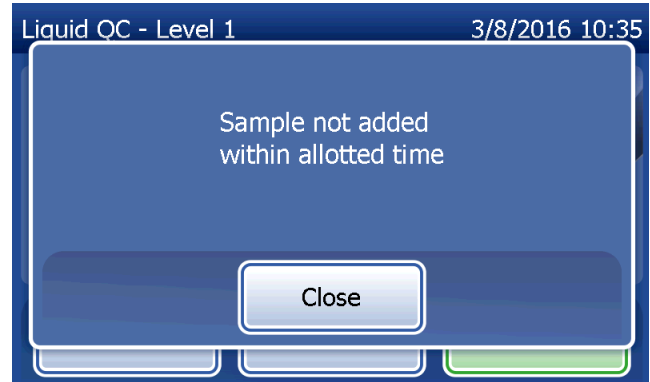 Liquid QC - Level 1 3/8/2016 10:35
Sample not added
within allotted time
Close